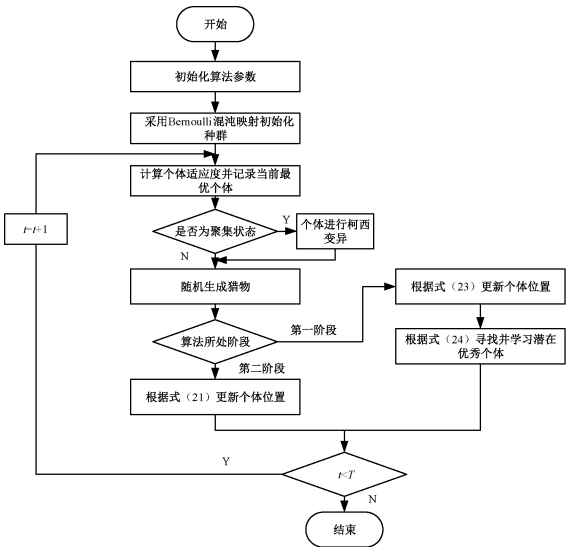 开始
初始化算法参数
采用Bernoulli混沌映射初始化
种群
计算个体适应度并记录当前最
优个体
t=t+1
是否为聚集状态
Y
个体进行柯西
变异
N
随机生成猎物
根据式（23）更新个体位置
算法所处阶段
第一阶段
根据式（24）寻找并学习潜在
优秀个体
第二阶段
根据式（21）更新个体位置
Y
t<T
N
结束